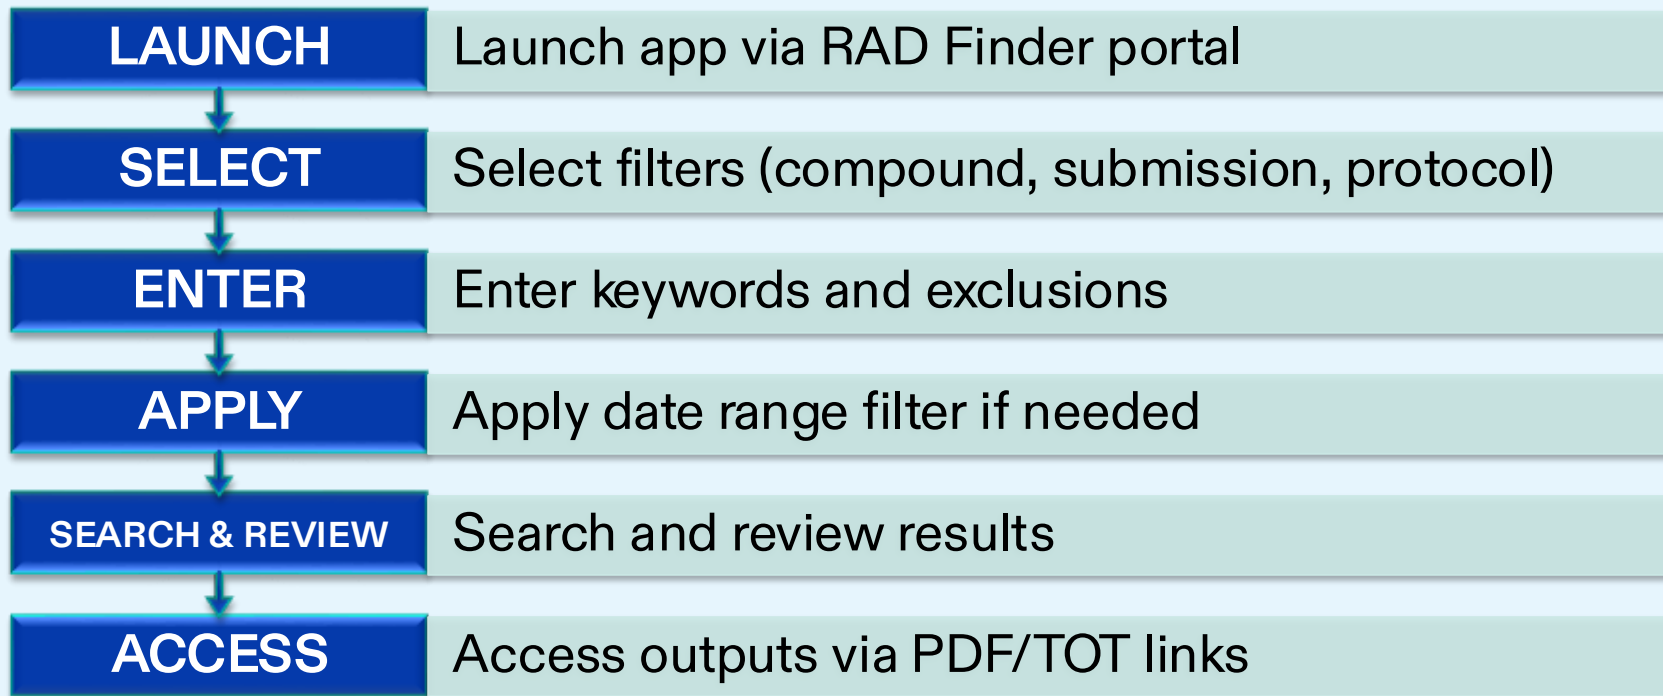 LAUNCH
Launch app via RAD Finder portal
SELECT
Select filters (compound, submission, protocol)
ENTER
Enter keywords and exclusions
APPLY
Apply date range filter if needed
SEARCH & REVIEW
Search and review results
ACCESS
Access outputs via PDF/TOT links